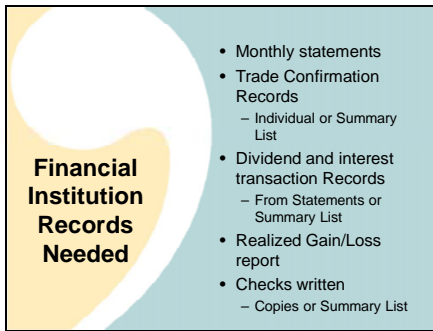 Financial
Institution
Records
Needed
• Monthly statements
• Trade Confirmation
Records
– Individual or Summary
List
• Dividend and interest
transaction Records
– From Statements or
Summary List
• Realized Gain/Loss
report
• Checks written
– Copies or Summary List